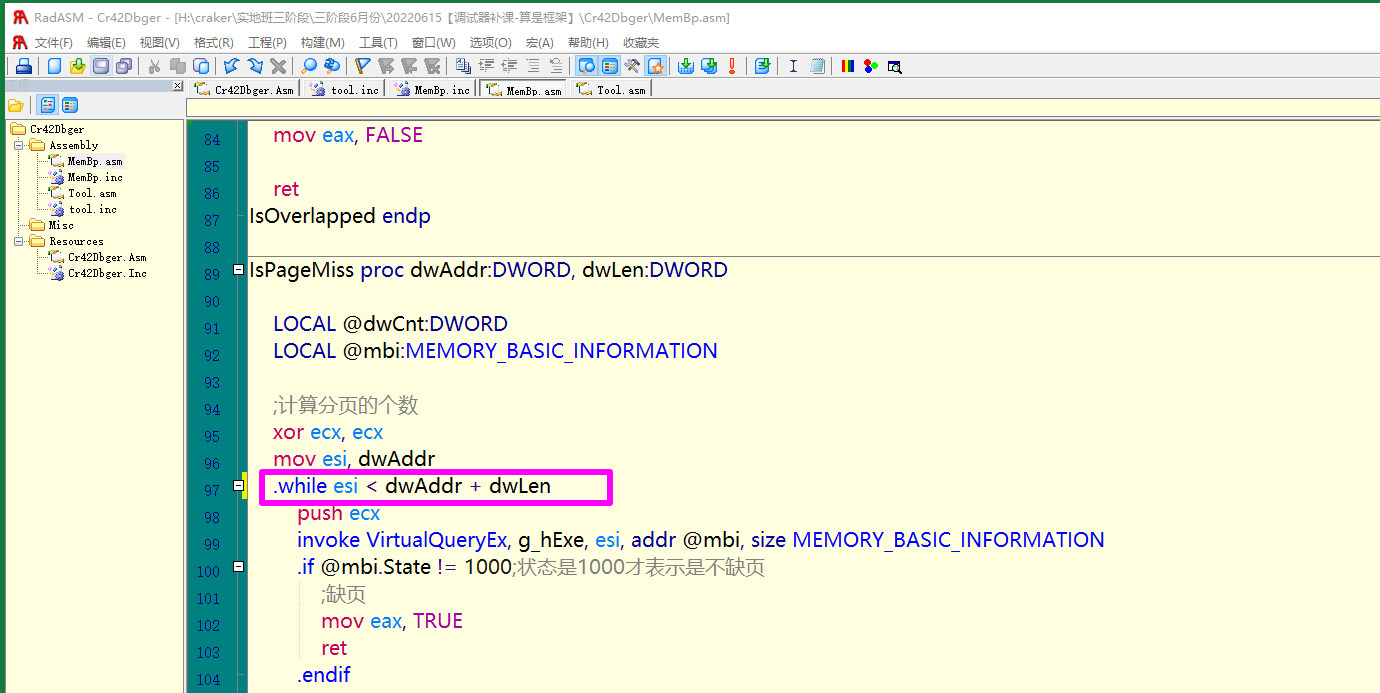 RadASM - Cr42Dbger - [H:\craker\实地班三阶段\三阶段6月份\20220615【调试器补课-算是框架】\Cr42Dbger\MemBp.asm]
文件(F) 编辑(E) 视图(V) 格式(R) 工程(P) 构建(M) 工具(T) 窗口(W) 选项(O) 宏(A) 帮助(H) 收藏夹
Cr42Dbger.Asm tool.inc MemBp.inc MemBp.asm Tool.asm
Cr42Dbger
Assembly
MemBp.asm
MemBp.inc
Tool.asm
tool.inc
Misc
Resources
Cr42Dbger.Asm
Cr42Dbger.Inc
84 mov eax, FALSE
85
86 ret
87 IsOverlapped endp
88
89 IsPageMiss proc dwAddr:DWORD, dwLen:DWORD
90
91 LOCAL @dwCnt:DWORD
92 LOCAL @mbi:MEMORY_BASIC_INFORMATION
93
94 ;计算分页的个数
95 xor ecx, ecx
96 mov esi, dwAddr
97 .while esi < dwAddr + dwLen
98 push ecx
99 invoke VirtualQueryEx, g_hExe, esi, addr @mbi, size MEMORY_BASIC_INFORMATION
100 .if @mbi.State != 1000;状态是1000才表示是不缺页
101 ;缺页
102 mov eax, TRUE
103 ret
104 .endif